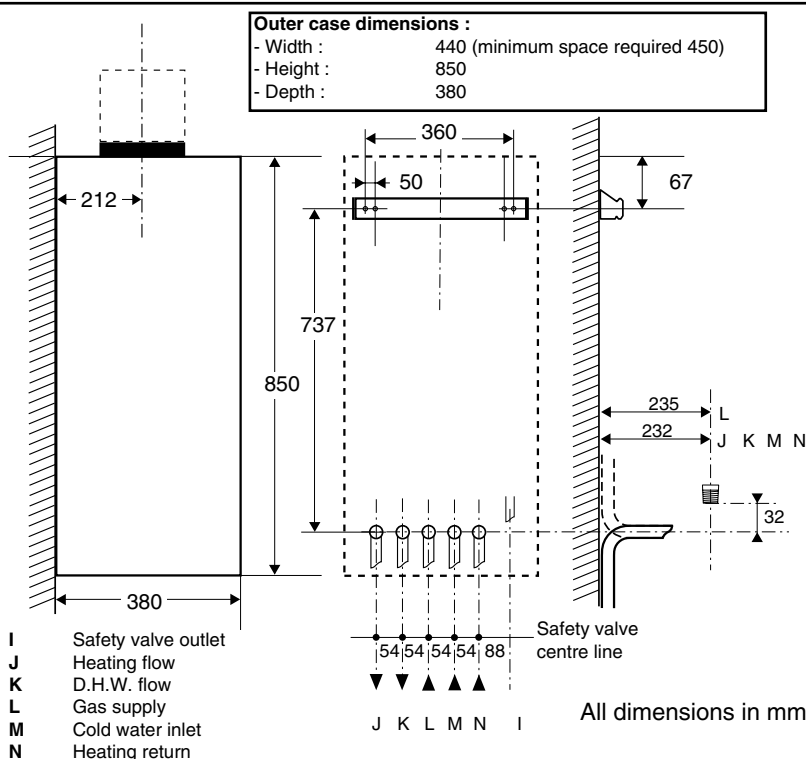 Outer case dimensions :
- Width : 440 (minimum space required 450)
- Height : 850
- Depth : 380
360
50
67
212
737
850
235
L
232
J K M N
32
380
54 54 54 54 88
Safety valve
centre line
J K L M N I
I Safety valve outlet
J Heating flow
K D.H.W. flow
L Gas supply
M Cold water inlet
N Heating return
All dimensions in mm